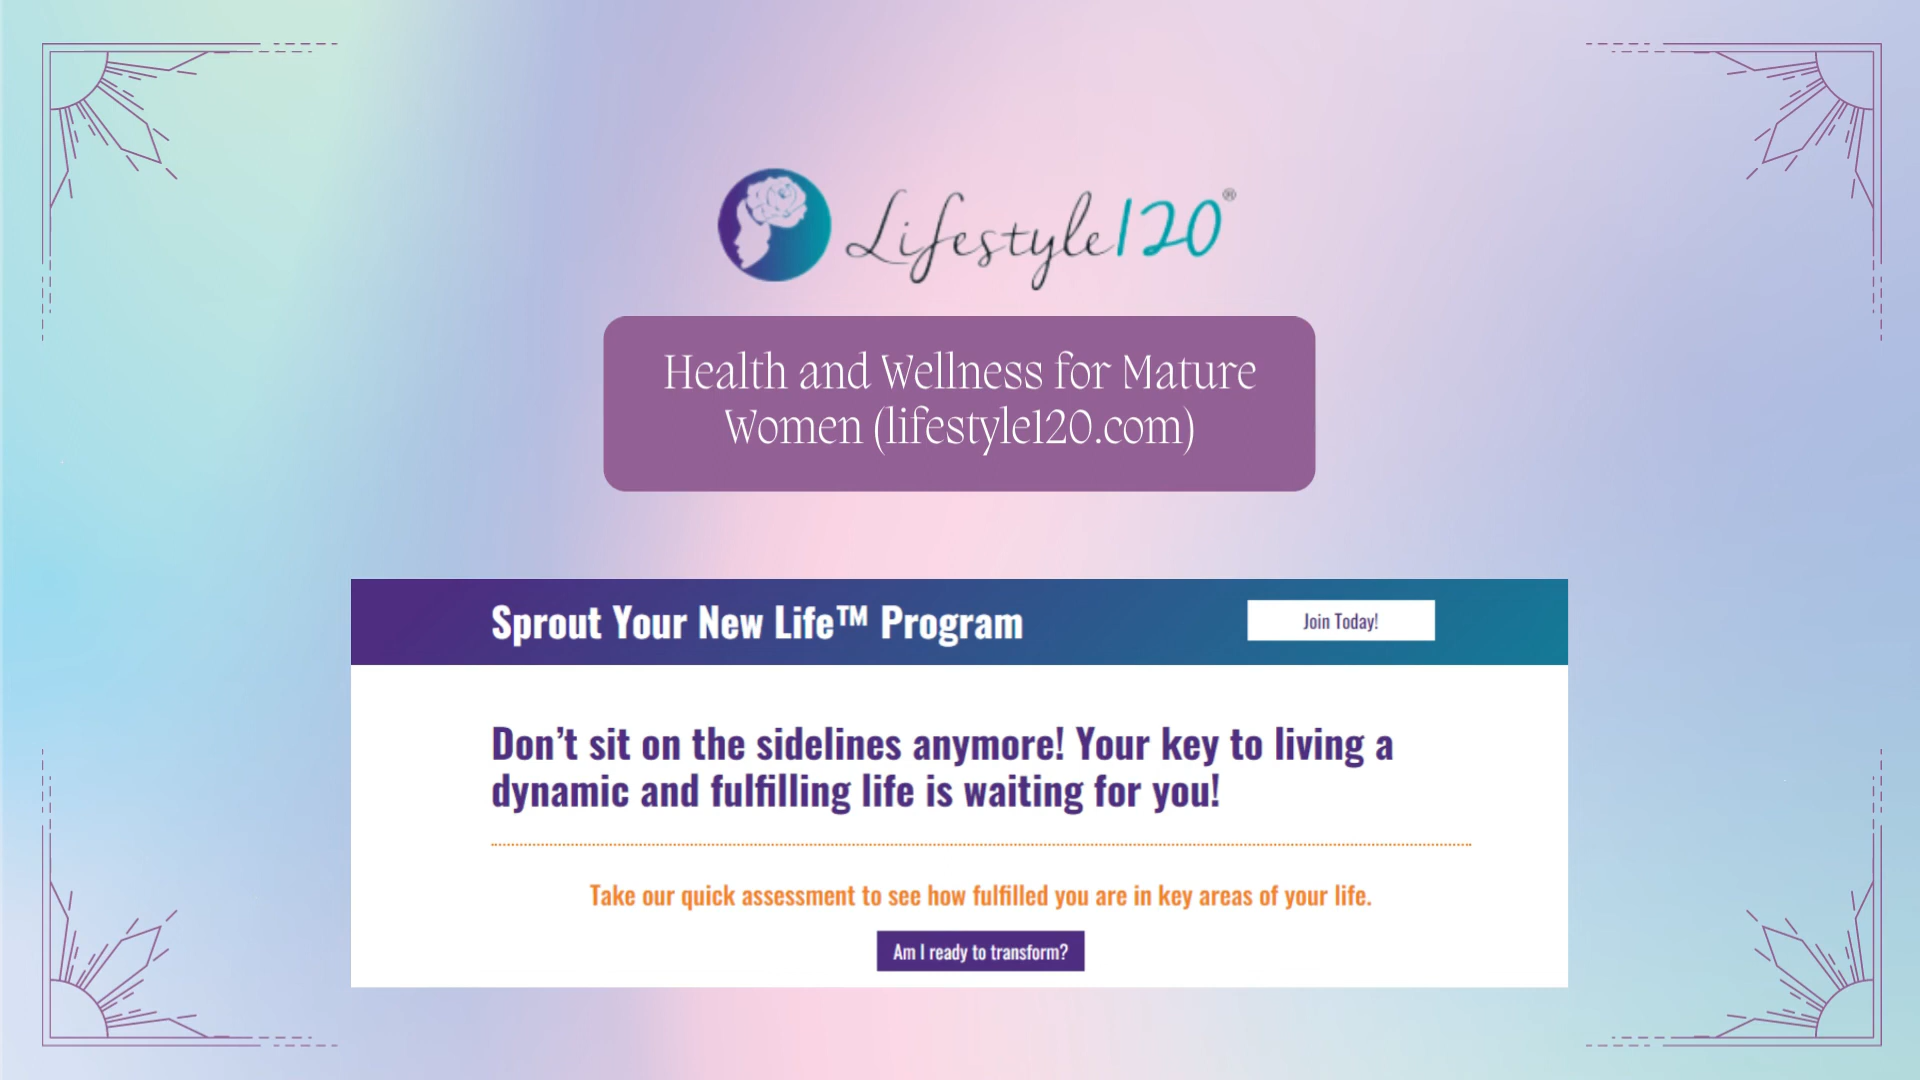 Lifestyle120®
Health and Wellness for Mature
Women (lifestyle120.com)
Sprout Your New Life™ Program
Join Today!
Don’t sit on the sidelines anymore! Your key to living a
dynamic and fulfilling life is waiting for you!
Take our quick assessment to see how fulfilled you are in key areas of your life.
Am I ready to transform?